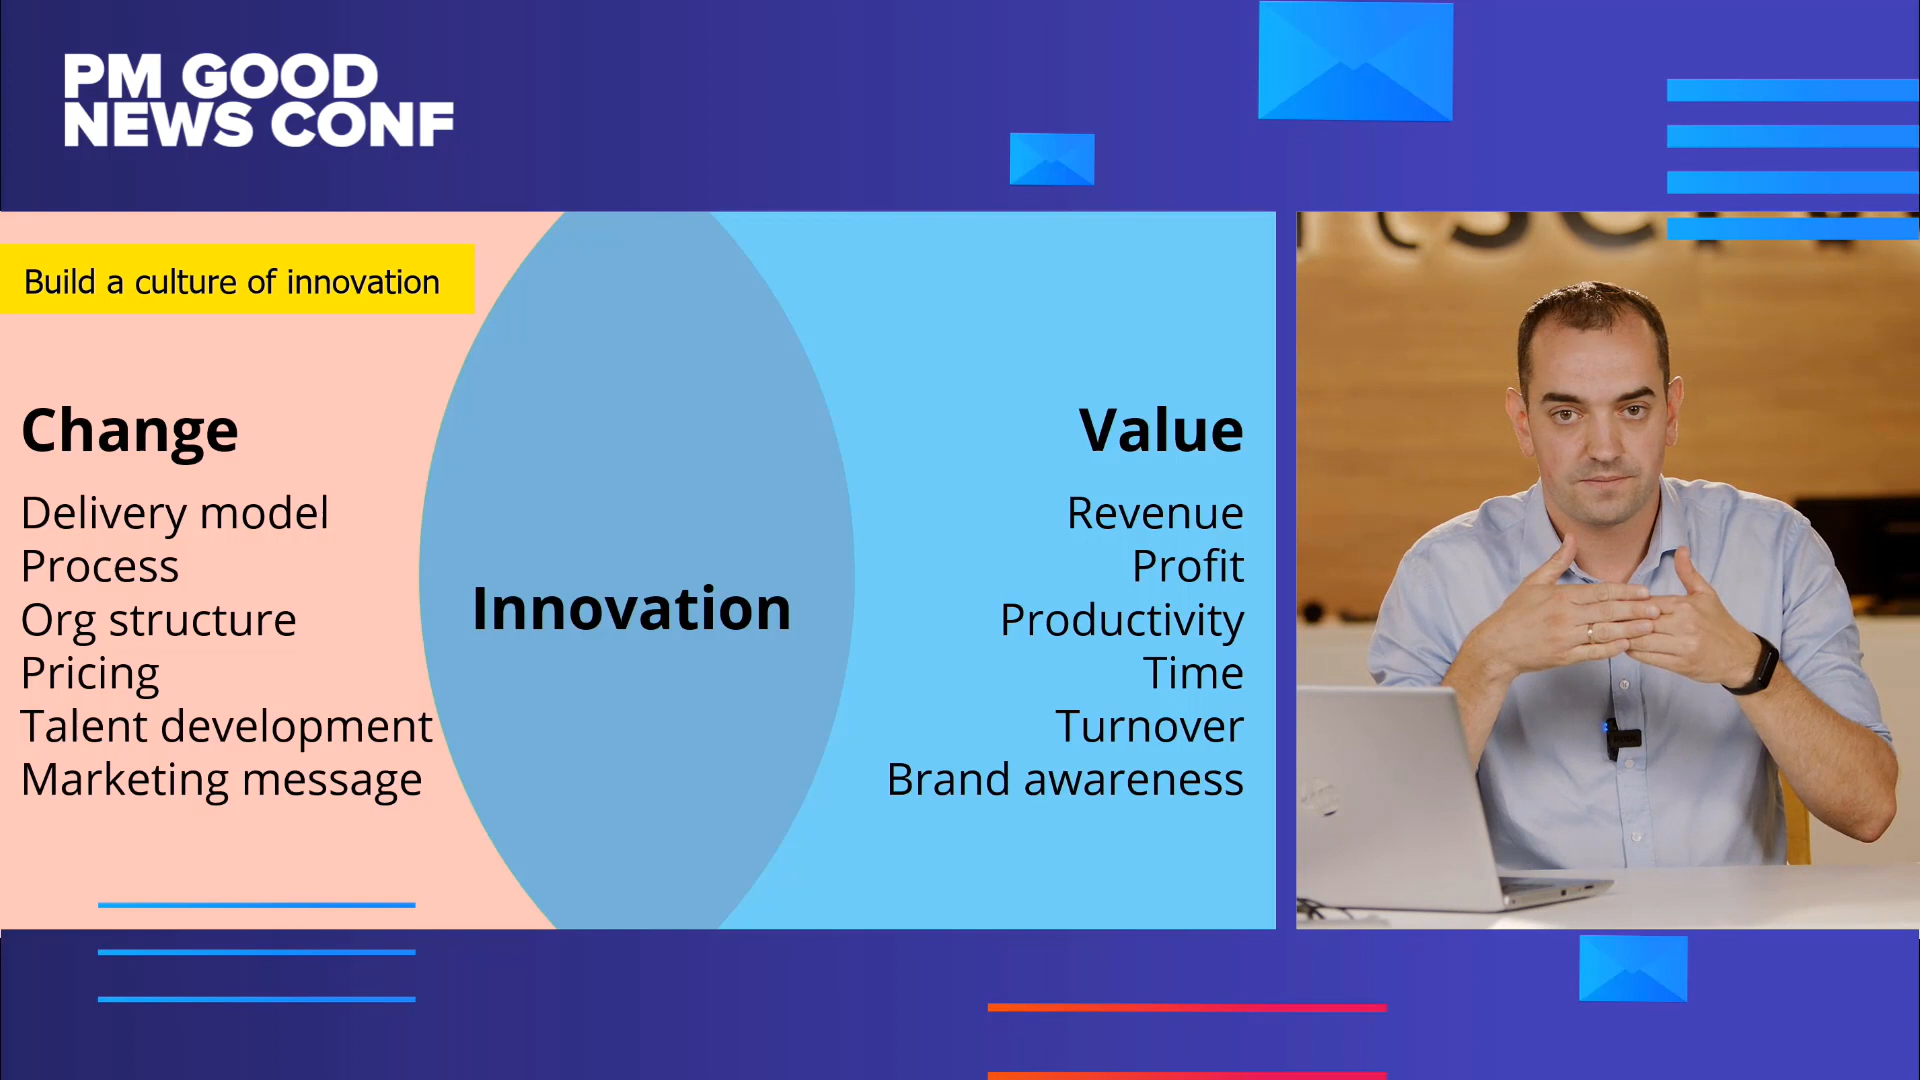 PM GOOD
NEWS CONF
Build a culture of innovation
Change
Delivery model
Process
Org structure
Pricing
Talent development
Marketing message
Innovation
Value
Revenue
Profit
Productivity
Time
Turnover
Brand awareness